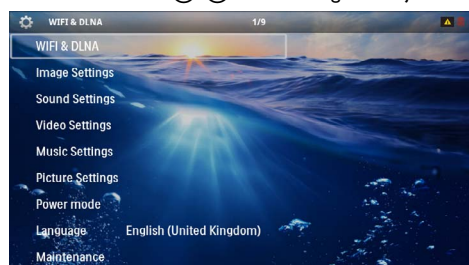 WIFI & DLNA 1/9
WIFI & DLNA
Image Settings
Sound Settings
Video Settings
Music Settings
Picture Settings
Power mode
Language English (United Kingdom)
Maintenance